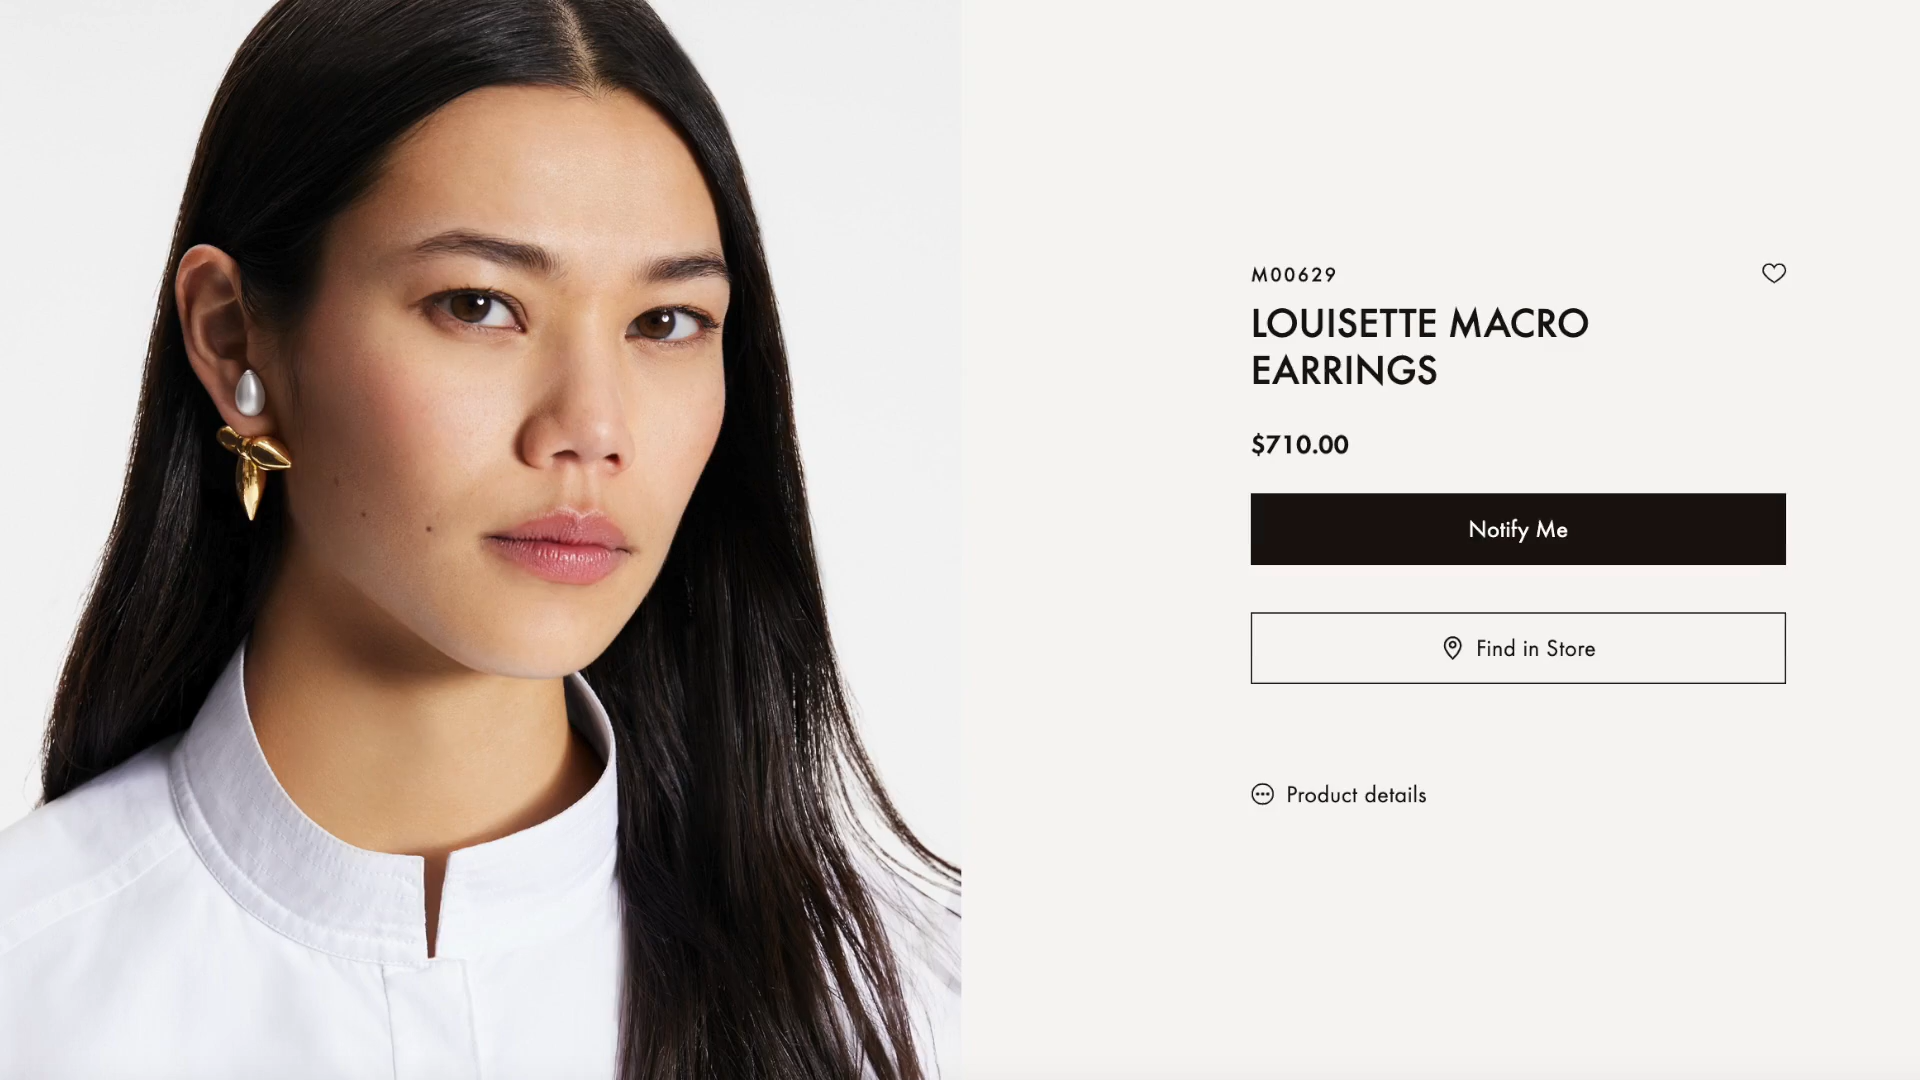 M00629
LOUISETTE MACRO
EARRINGS
$710.00
Notify Me
Find in Store
Product details